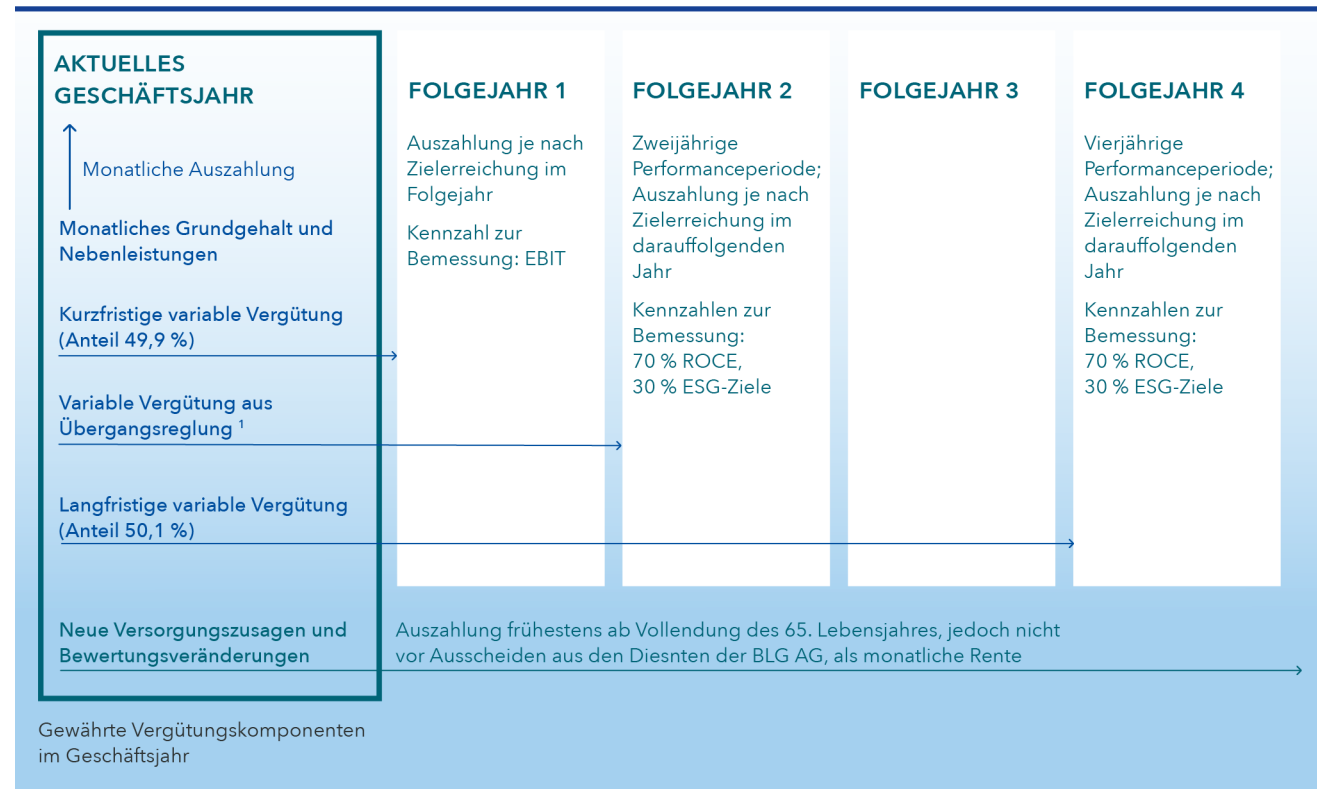 AKTUELLES
GESCHÄFTSJAHR
Monatliche Auszahlung
Monatliches Grundgehalt und
Nebenleistungen
Kurzfristige variable Vergütung
(Anteil 49,9 %)
Variable Vergütung aus
Übergangsreglung ¹
Langfristige variable Vergütung
(Anteil 50,1 %)
Neue Versorgungszusagen und
Bewertungsveränderungen
FOLGEJAHR 1
Auszahlung je nach
Zielerreichung im
Folgejahr
Kennzahl zur
Bemessung: EBIT
FOLGEJAHR 2
Zweijährige
Performanceperiode;
Auszahlung je nach
Zielerreichung im
darauffolgenden
Jahr
Kennzahlen zur
Bemessung:
70 % ROCE,
30 % ESG-Ziele
FOLGEJAHR 3
FOLGEJAHR 4
Vierjährige
Performanceperiode;
Auszahlung je nach
Zielerreichung im
darauffolgenden
Jahr
Kennzahlen zur
Bemessung:
70 % ROCE,
30 % ESG-Ziele
Auszahlung frühestens ab Vollendung des 65. Lebensjahres, jedoch nicht
vor Ausscheiden aus den Diesnten der BLG AG, als monatliche Rente
Gewährte Vergütungskomponenten
im Geschäftsjahr